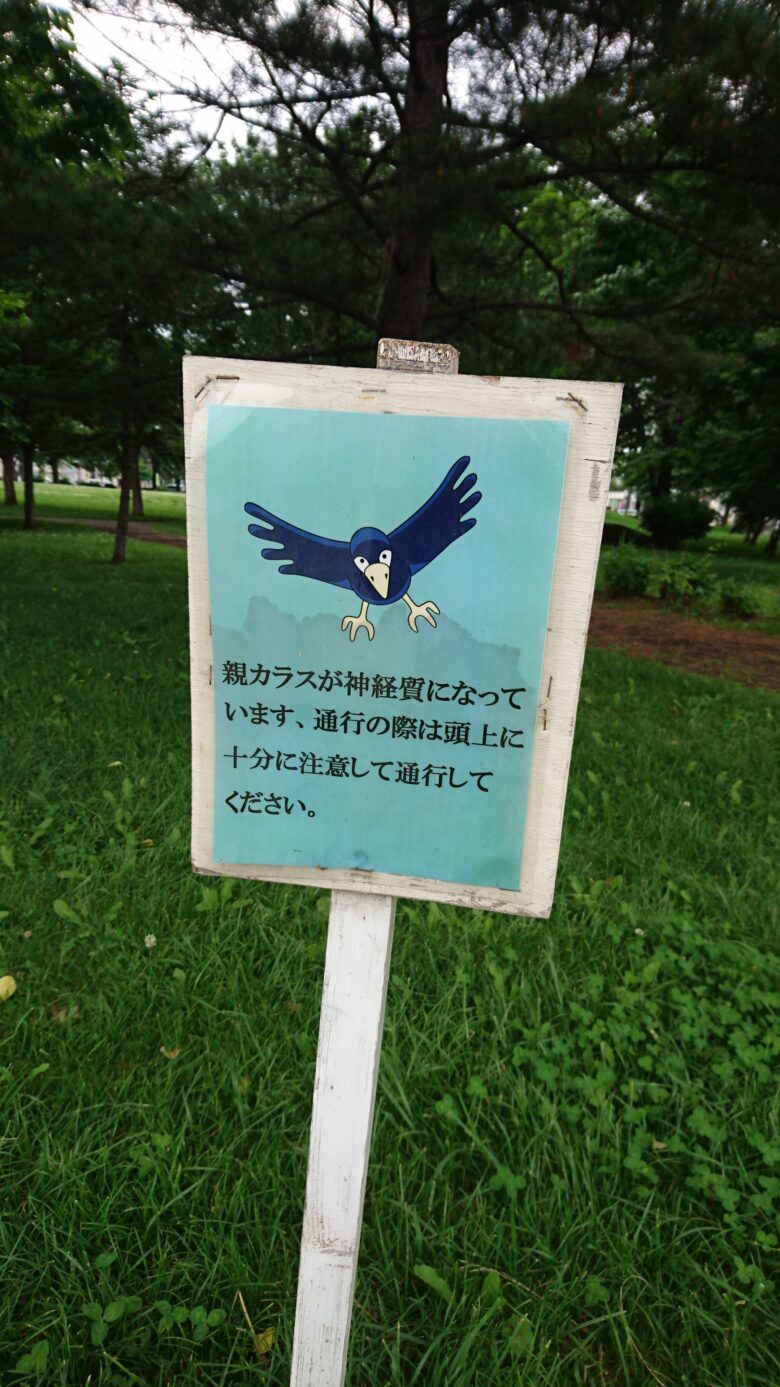 親カラスが神経質になって
います、通行の際は頭上に
十分に注意して通行して
ください。